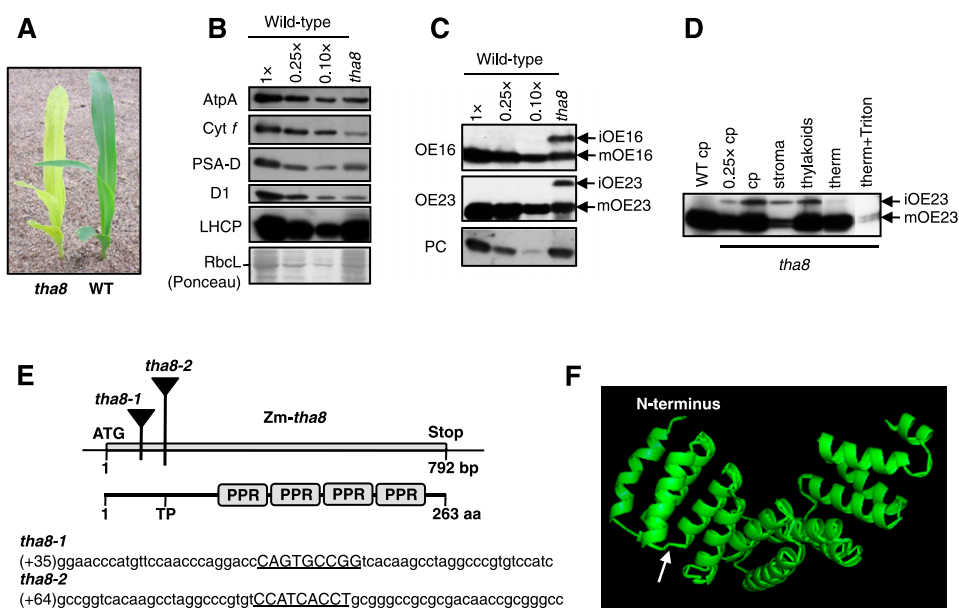 A
tha8 WT
B
Wild-type
1× 0.25× 0.10× tha8
AtpA
Cyt f
PSA-D
D1
LHCP
RbcL
(Ponceau)
C
Wild-type
1× 0.25× 0.10× tha8
OE16
iOE16
mOE16
OE23
iOE23
mOE23
PC
D
WT cp 0.25× cp cp stroma thylakoids therm therm+Triton
iOE23
mOE23
tha8
E
tha8-2
tha8-1
ATG Zm-tha8 Stop
1 792 bp
PPR PPR PPR PPR
1 TP 263 aa
tha8-1
(+35)ggaacccatgttccaacccaggaccCAGTGCCGGtcacaagcctaggcccgtgtccatc
tha8-2
(+64)gccggtcacaagcctaggcccgtgtCCATCACCTgcgggccgcgcgacaaccgcgggcc
F
N-terminus